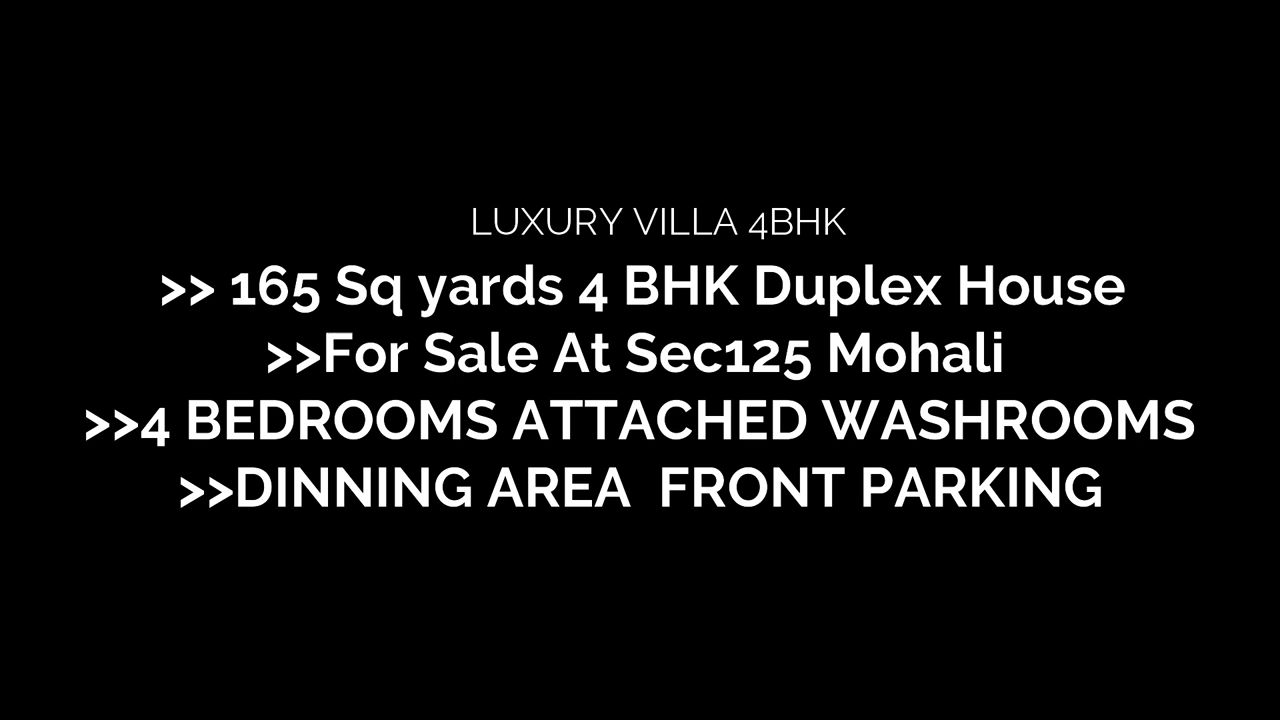 LUXURY VILLA 4BHK
>> 165 Sq yards 4 BHK Duplex House
>>For Sale At Sec125 Mohali
>>4 BEDROOMS ATTACHED WASHROOMS
>>DINNING AREA  FRONT PARKING